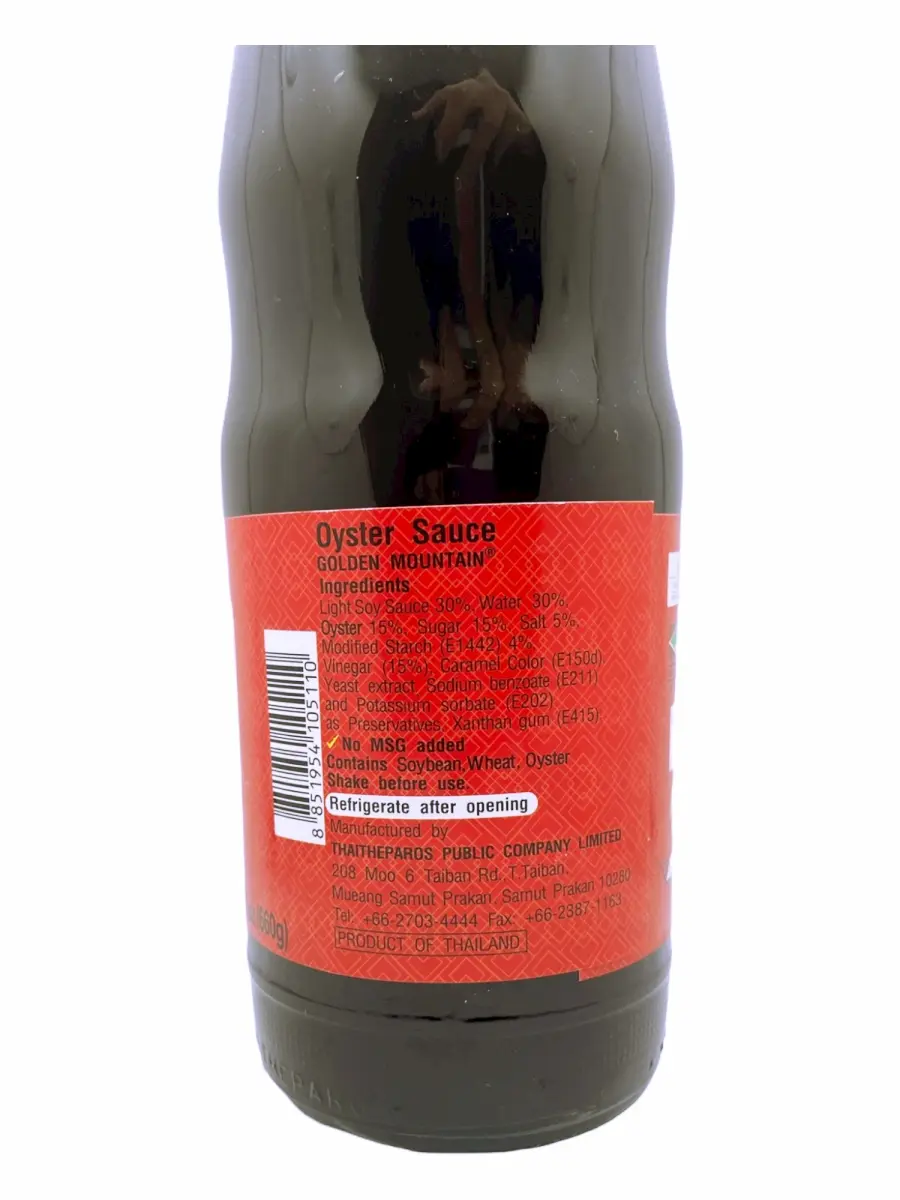 Oyster Sauce
GOLDEN MOUNTAIN®
Ingredients
Light Soy Sauce 30%, Water 30%,
Oyster 15%, Sugar 15%, Salt 5%,
Modified Starch (E1442) 4%,
Vinegar (15%), Caramel Color (E150d),
Yeast extract, Sodium benzoate (E211)
and Potassium sorbate (E202)
as Preservatives, Xanthan gum (E415).
✓No MSG added
Contains Soybean, Wheat, Oyster
Shake before use.
Refrigerate after opening
Manufactured by
THAITHEPAROS PUBLIC COMPANY LIMITED
208 Moo 6 Taiban Rd., T.Taiban,
Mueang Samut Prakan, Samut Prakan 10280
Tel: +66-2703-4444 Fax: +66-2387-1163
PRODUCT OF THAILAND
8 851954 105110
(660g)